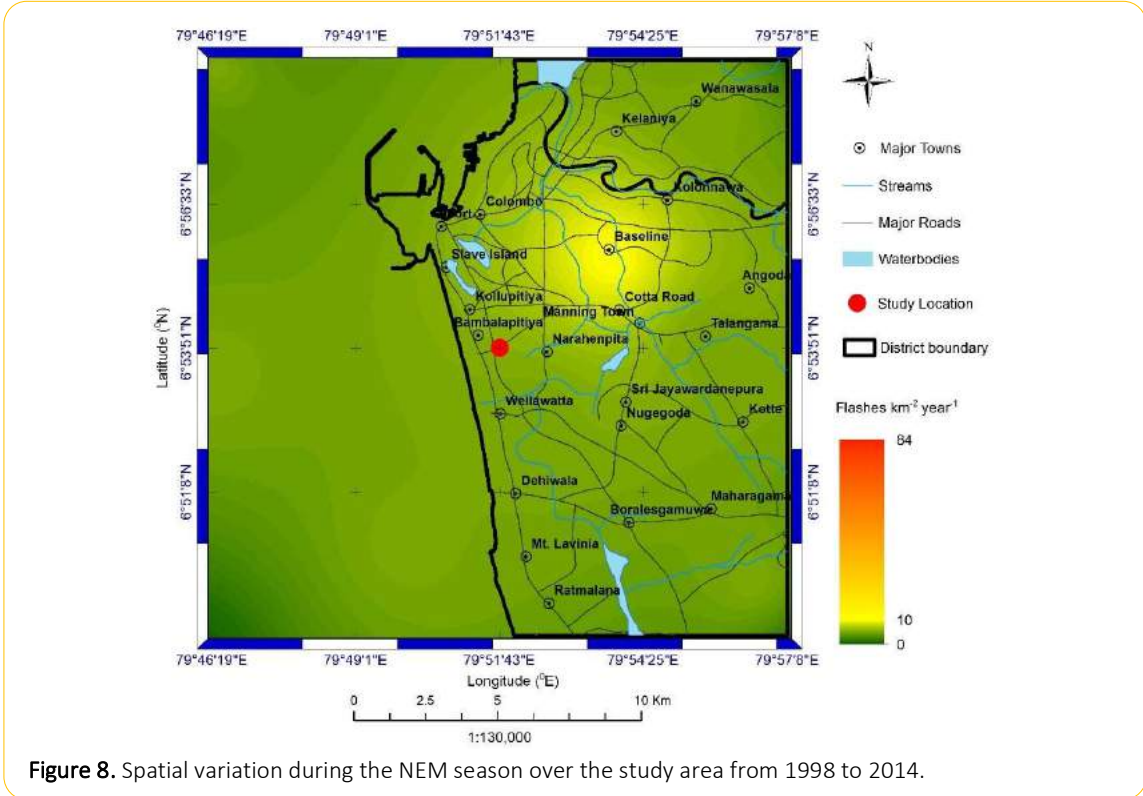 79°46'19"E 79°49'1"E 79°51'43"E 79°54'25"E 79°57'8"E
N
Wanawasala
Kelaniya
Major Towns
Streams
Kolonnawa
6°56'33"N 6°56'33"N
Colombo
Major Roads
Fort
Baseline
Slave Island
Waterbodies
Angoda
Kollupitiya
Cotta Road
Study Location
Manning Town
Bambalapitiya
Talangama
Narahenpita
District boundary
Latitude (⁰N)
6°53'51"N 6°53'51"N
Sri Jayawardanepura
Wellawatta
Nugegoda
Kotte
Flashes km⁻² year⁻¹
84
Dehiwala
6°51'8"N 6°51'8"N
Maharagama
Boralesgamuwa
Mt. Lavinia
Ratmalana
10
0
79°46'19"E 79°49'1"E 79°51'43"E 79°54'25"E 79°57'8"E
Longitude (⁰E)
0 2.5 5 10 Km
1:130,000
Figure 8. Spatial variation during the NEM season over the study area from 1998 to 2014.